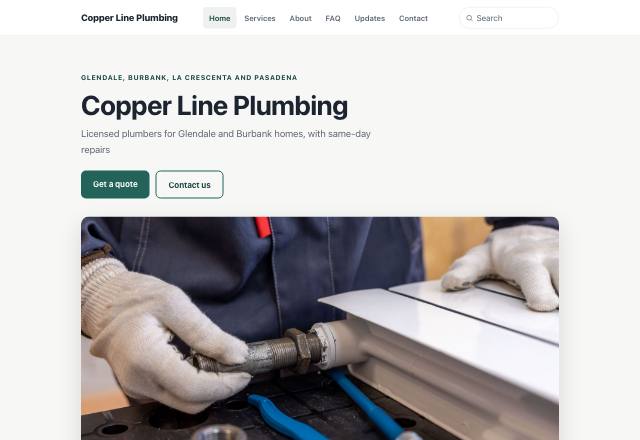 Copper Line Plumbing
Home Services About FAQ Updates Contact
Search
GLENDALE, BURBANK, LA CRESCENTA AND PASADENA
Copper Line Plumbing
Licensed plumbers for Glendale and Burbank homes, with same-day
repairs
Get a quote Contact us